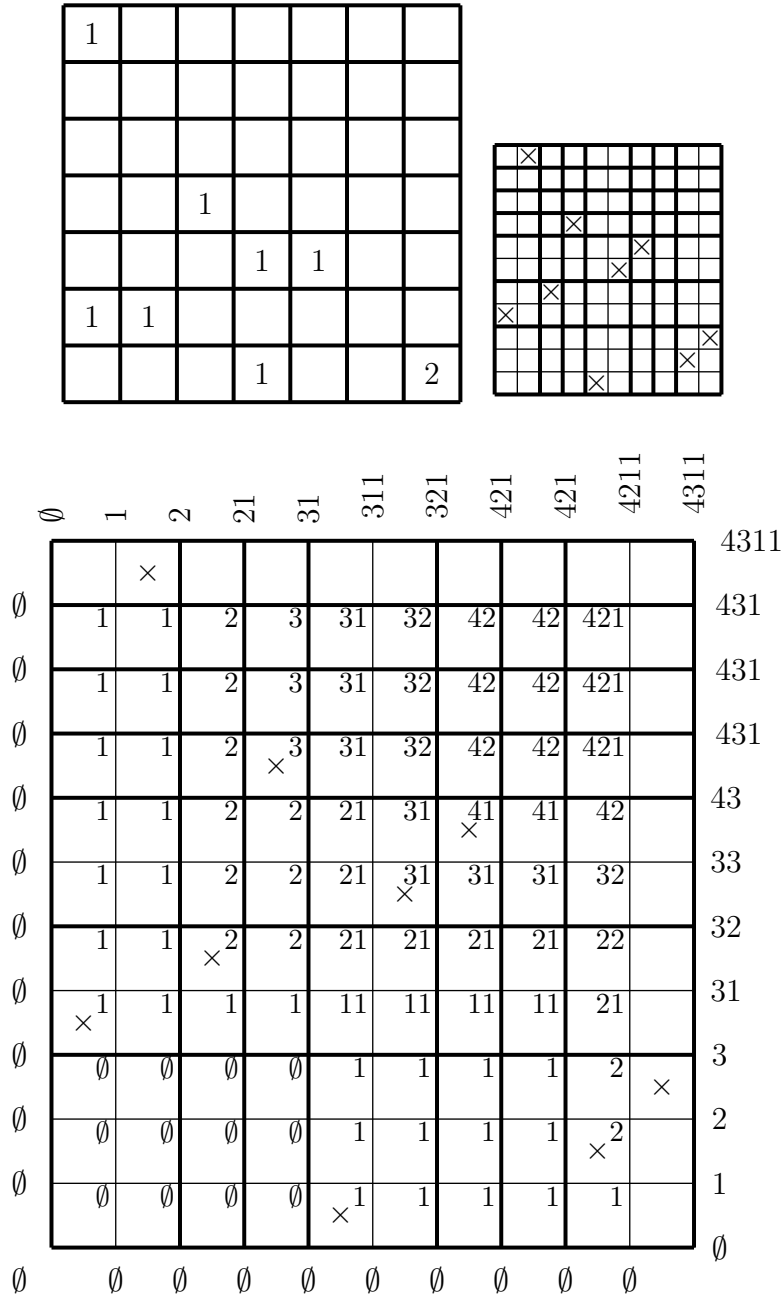 1
1
1 1
1 1
1 2
×
×
×
×
×
×
×
×
×
∅ 1 2 21 31 311 321 421 421 4211 4311
4311
×
∅ 431
1 1 2 3 31 32 42 42 421
∅ 431
1 1 2 3 31 32 42 42 421
∅ 431
1 1 2 3 31 32 42 42 421
×
∅ 43
1 1 2 2 21 31 41 41 42
×
∅ 33
1 1 2 2 21 31 31 31 32
×
∅ 32
1 1 2 2 21 21 21 21 22
×
∅ 31
1 1 1 1 11 11 11 11 21
×
∅ 3
∅ ∅ ∅ ∅ 1 1 1 1 2
×
∅ 2
∅ ∅ ∅ ∅ 1 1 1 1 2
×
∅ 1
∅ ∅ ∅ ∅ 1 1 1 1 1
×
∅
∅ ∅ ∅ ∅ ∅ ∅ ∅ ∅ ∅ ∅